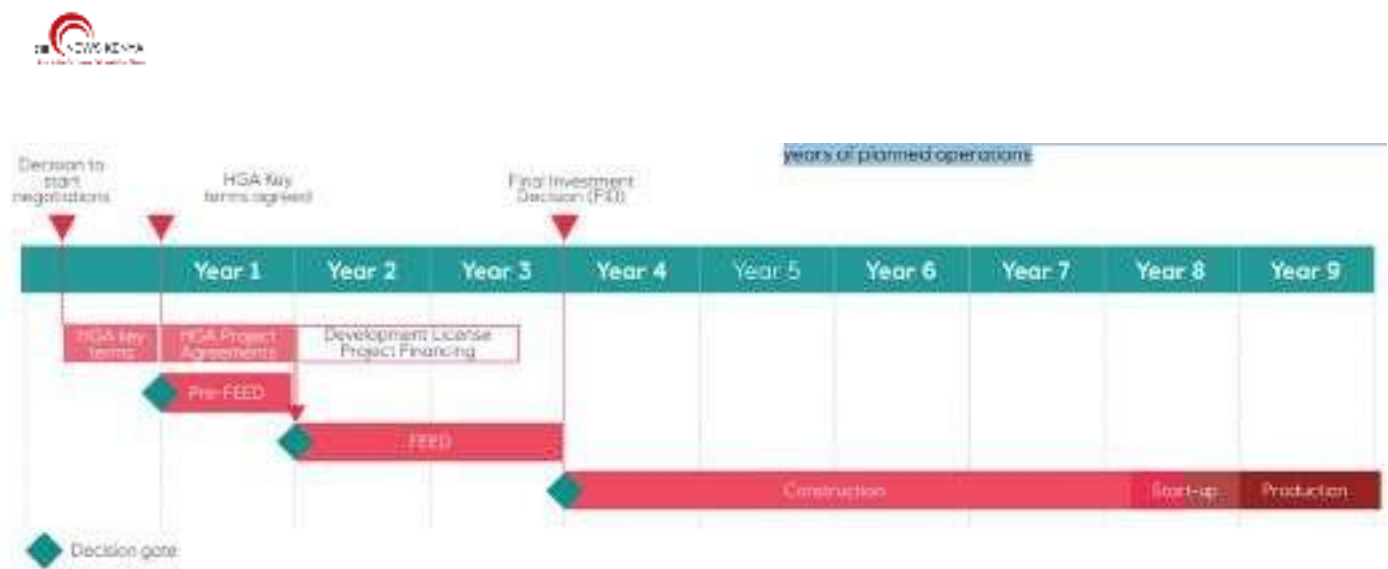 NEWS KENYA
years of planned operations
Decision to
start
negotiations
HGA Key
terms agreed
Final Investment
Decision (FID)
Year 1
Year 2
Year 3
Year 4
Year 5
Year 6
Year 7
Year 8
Year 9
HGA key
terms
HGA Project
Agreements
Development License
Project Financing
Pre-FEED
FEED
Construction
Start-up
Production
Decision gate